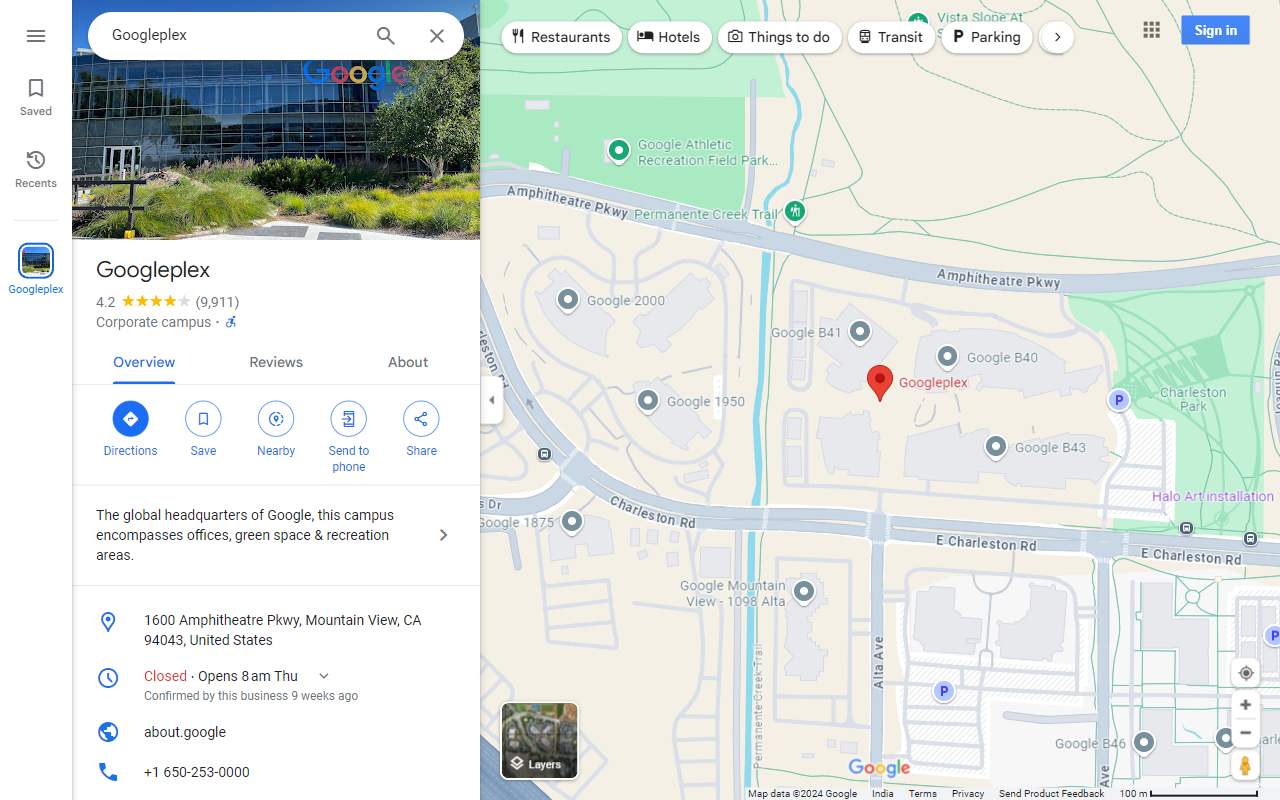 Googleplex
Saved
Recents
Googleplex
Google
Googleplex
4.2 (9,911)
Corporate campus ·
Overview Reviews About
Directions
Save
Nearby
Send to
phone
Share
The global headquarters of Google, this campus
encompasses offices, green space & recreation
areas.
1600 Amphitheatre Pkwy, Mountain View, CA
94043, United States
Closed · Opens 8 am Thu
Confirmed by this business 9 weeks ago
about.google
+1 650-253-0000
Restaurants
Hotels
Things to do
Transit
P Parking
Sign in
Vista Slope At
Google Athletic
Recreation Field Park...
Amphitheatre Pkwy
Permanente Creek Trail
Amphitheatre Pkwy
Google 2000
Google B41
Google B40
Googleplex
Google 1950
P
Charleston
Park
Google B43
Halo Art installation
s Dr
Google 1875
Charleston Rd
E Charleston Rd
E Charleston Rd
Google Mountain
View - 1098 Alta
P
Permanente Creek Trail
Alta Ave
P
Google B46
Ave
Layers
Google
Map data ©2024 Google India Terms Privacy Send Product Feedback 100 m